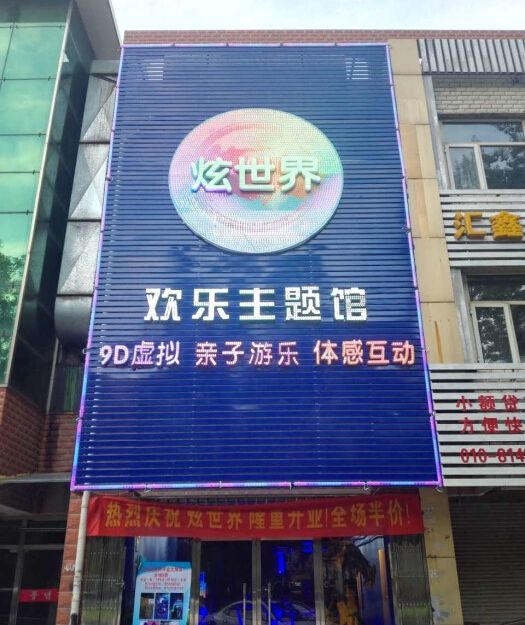 炫世界
欢乐主题馆
9D虚拟 亲子游乐 体感互动
热烈庆祝 炫世界 隆里开业!全场半价!
汇鑫
小额贷
方便快
010-814